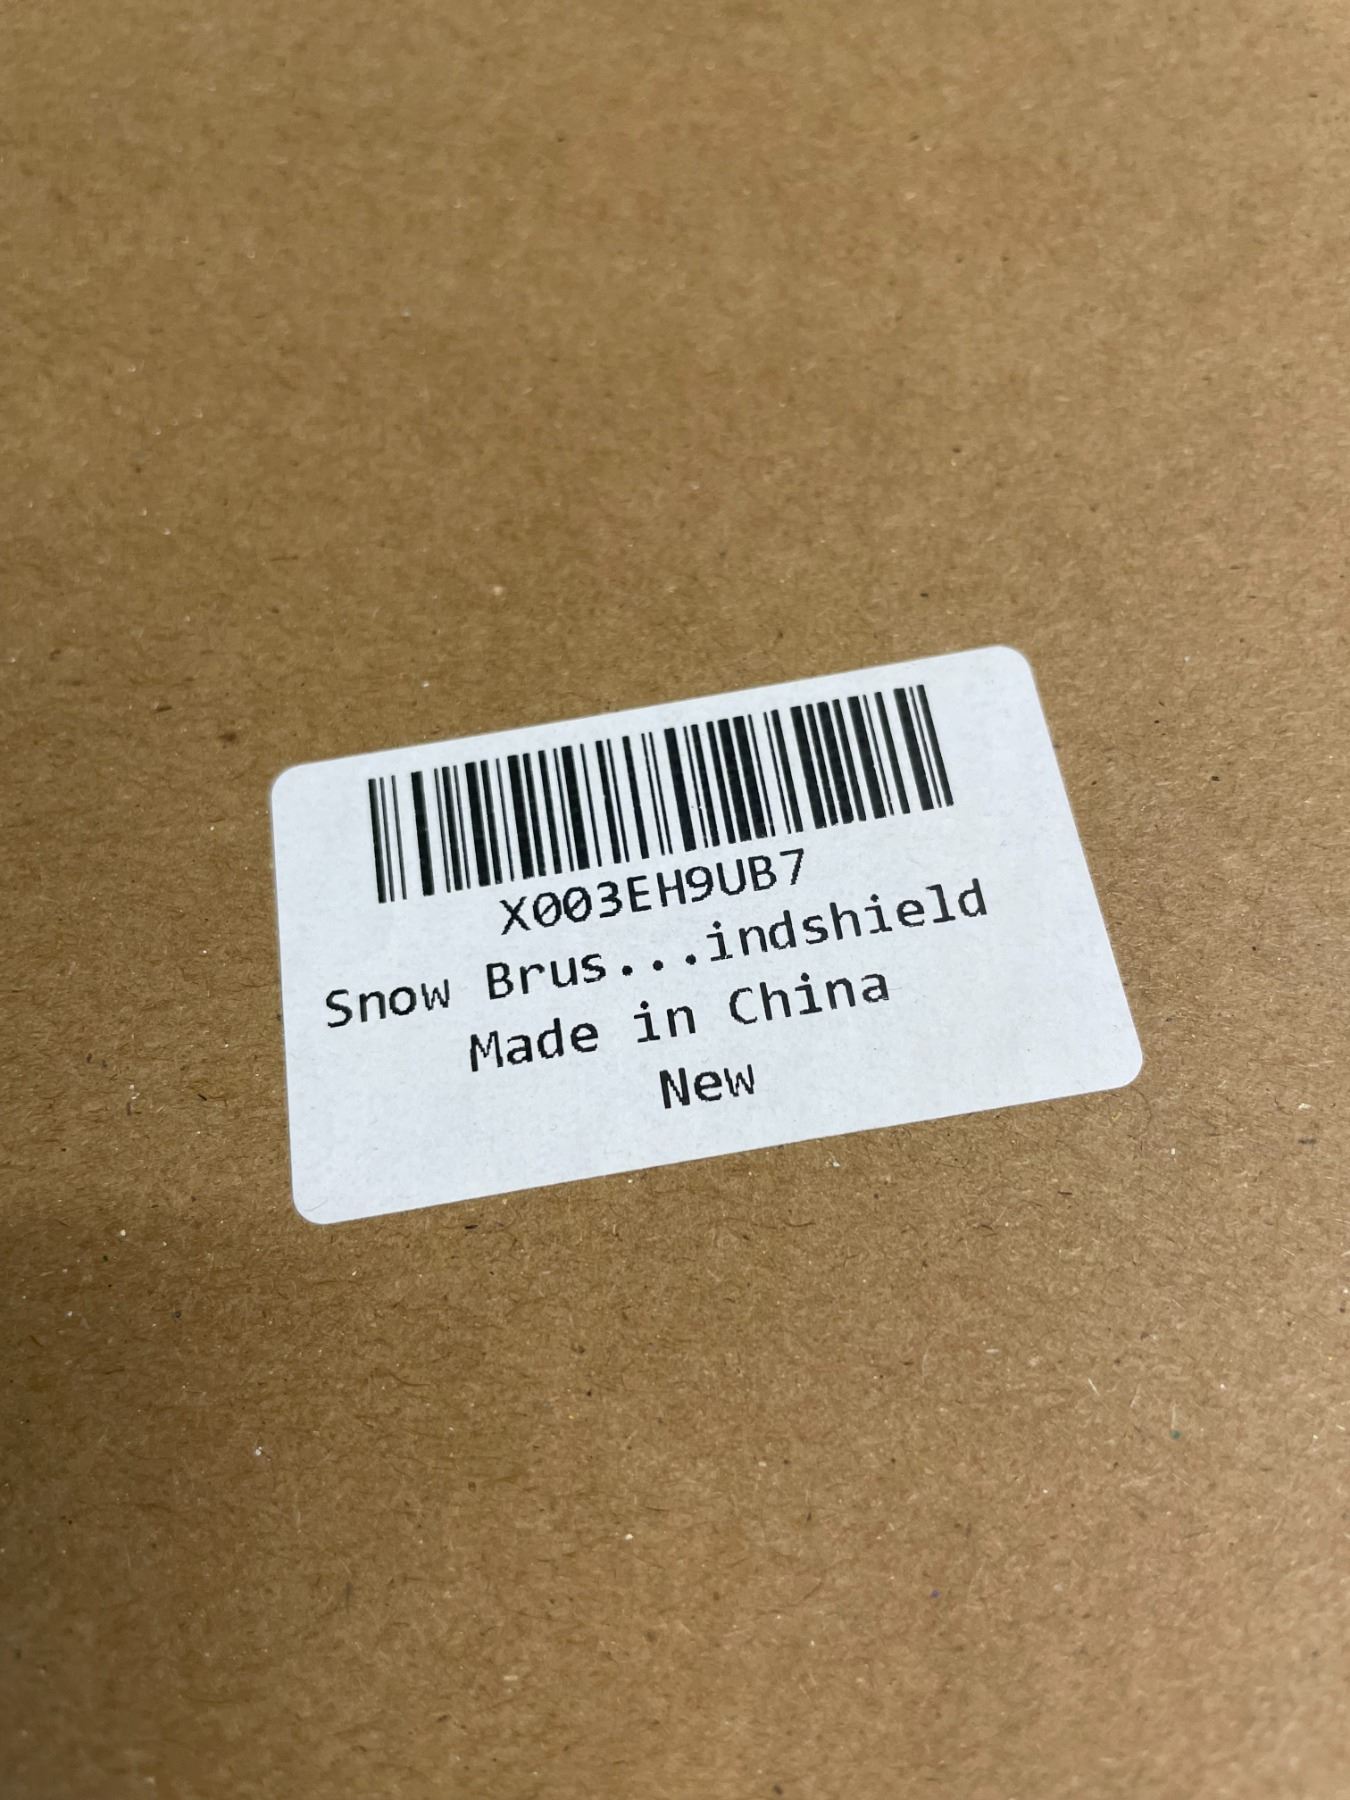 X003EH9UB7
Snow Brus...indshield
Made in China
New